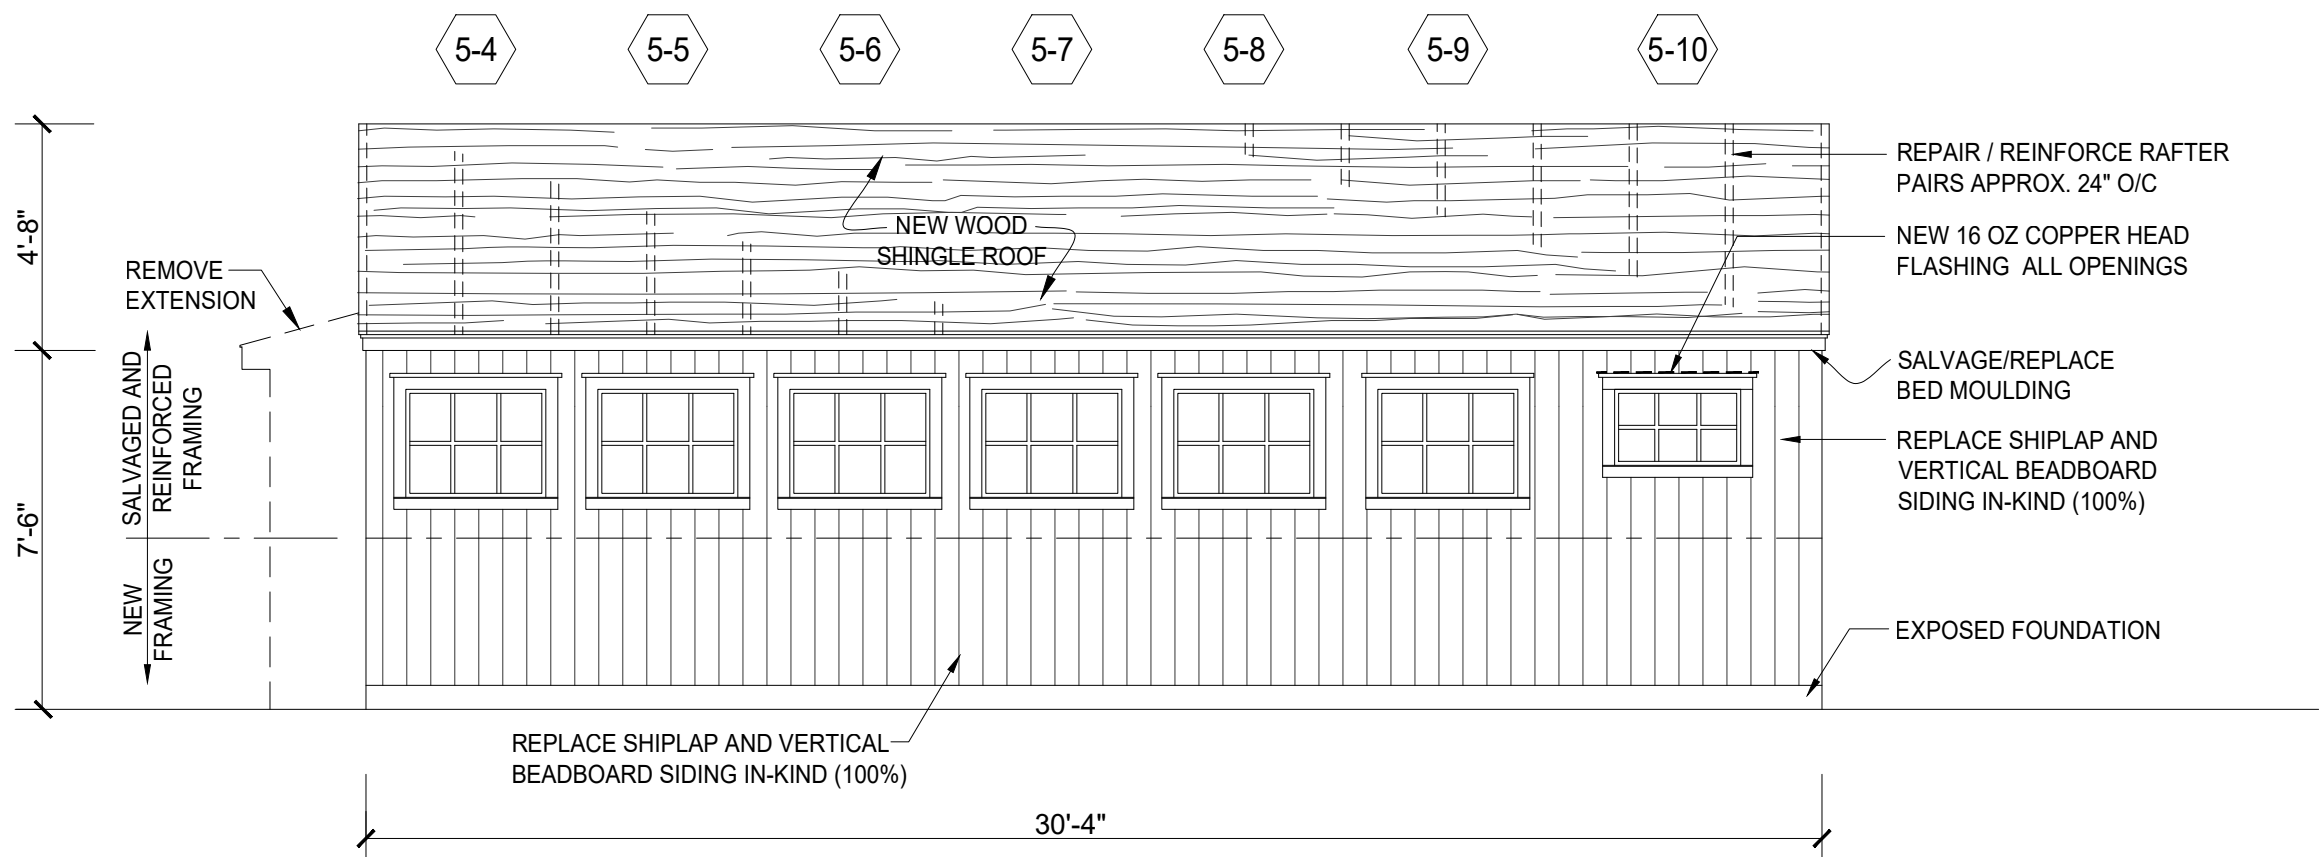 5-4
5-5
5-6
5-7
5-8
5-9
5-10
4'-8"
7'-6"
REMOVE
EXTENSION
SALVAGED AND
REINFORCED
FRAMING
NEW
FRAMING
NEW WOOD
SHINGLE ROOF
REPAIR / REINFORCE RAFTER
PAIRS APPROX. 24" O/C
NEW 16 OZ COPPER HEAD
FLASHING  ALL OPENINGS
SALVAGE/REPLACE
BED MOULDING
REPLACE SHIPLAP AND
VERTICAL BEADBOARD
SIDING IN-KIND (100%)
EXPOSED FOUNDATION
REPLACE SHIPLAP AND VERTICAL
BEADBOARD SIDING IN-KIND (100%)
30'-4"